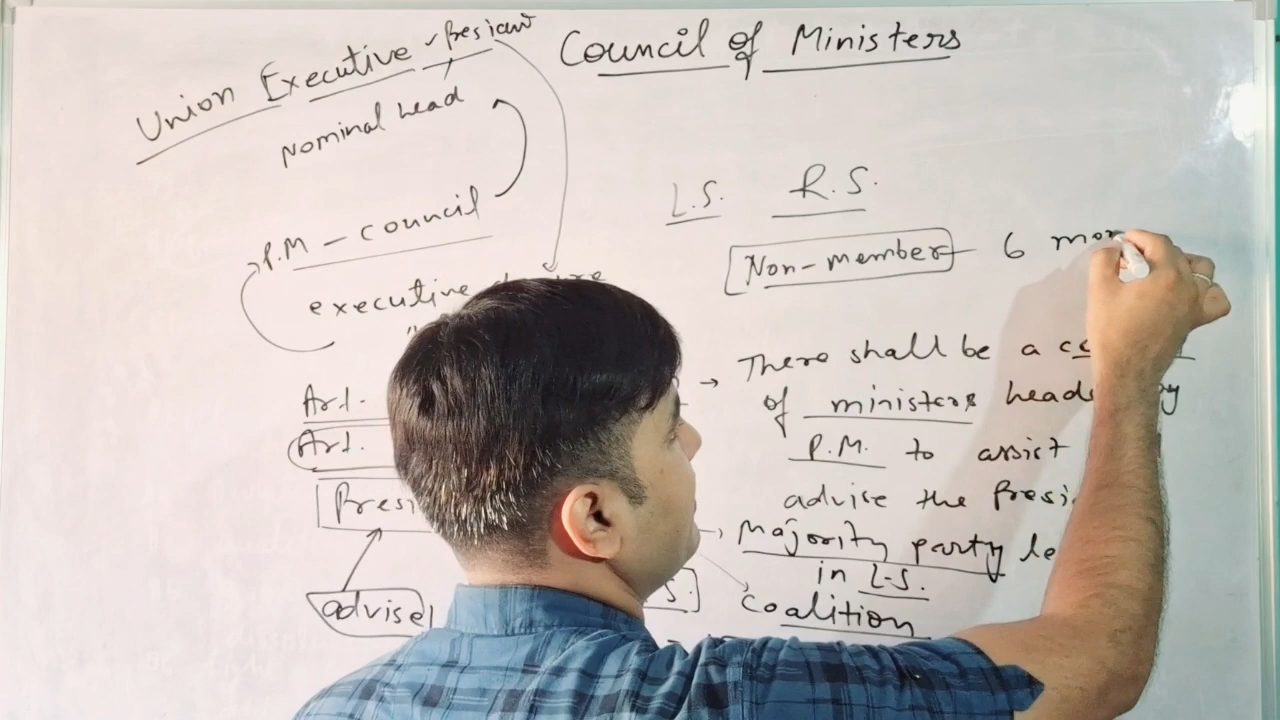 Council of Ministers
Union Executive
Nominal head
P.M - council
executive
L.S. R.S.
Non-member - 6
Art.
Art.
advise
→ There shall be a
of ministers
P.M. to assist
advise the
→ Majority party
in L.S.
Coalition